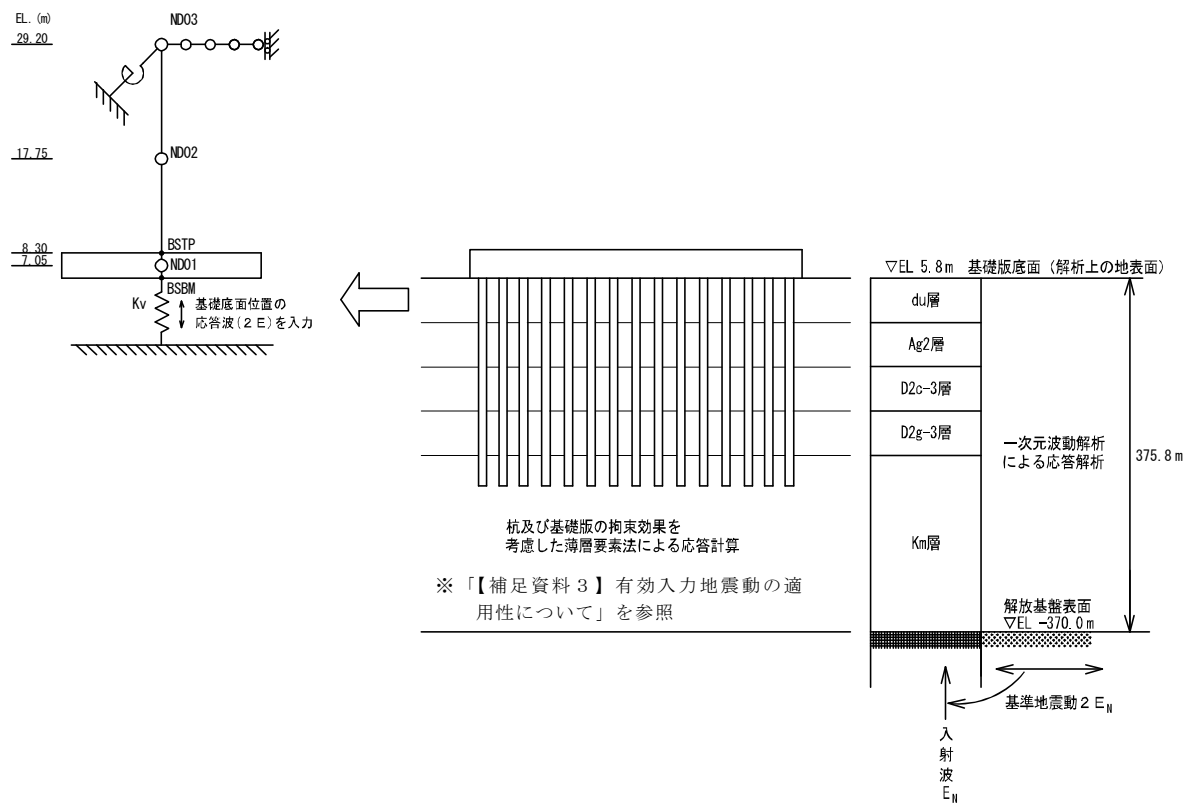 EL.(m)
29.20
ND03
17.75
ND02
8.30
7.05
BSTP
ND01
BSBM
Kv
基礎底面位置の
応答波(2E)を入力
杭及び基礎版の拘束効果を
考慮した薄層要素法による応答計算
※「【補足資料3】有効入力地震動の適
用性について」を参照
▽EL 5.8m 基礎版底面(解析上の地表面)
du層
Ag2層
D2c-3層
D2g-3層
Km層
一次元波動解析
による応答解析
375.8m
解放基盤表面
▽EL -370.0m
基準地震動2EN
入
射
波
EN